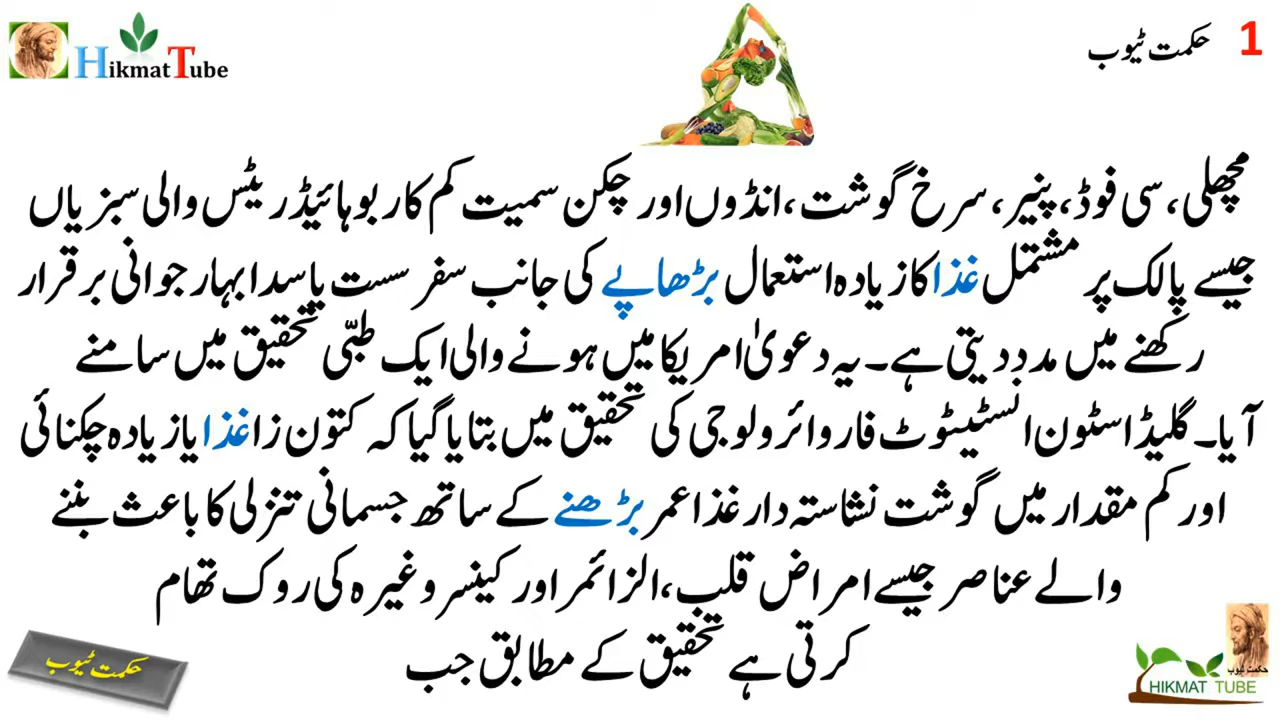 HikmatTube
حکمت ٹیوب 1
مچھلی، سی فوڈ، پنیر، سرخ گوشت، انڈوں اور چکن سمیت کم کاربوہائیڈریٹس والی سبزیاں
جیسے پالک پر مشتمل غذا کا زیادہ استعمال بڑھاپے کی جانب سفر سست یا سدا بہار جوانی برقرار
رکھنے میں مدد دیتی ہے۔ یہ دعویٰ امریکا میں ہونے والی ایک طبّی تحقیق میں سامنے
آیا۔ گلیڈ اسٹون انسٹیٹوٹ فار وائرولوجی کی تحقیق میں بتایا گیا کہ کتون زا غذا یا زیادہ چکنائی
اور کم مقدار میں گوشت نشاستہ دار غذا عمر بڑھنے کے ساتھ جسمانی تنزلی کا باعث بننے
والے عناصر جیسے امراض قلب، الزائمر اور کینسر وغیرہ کی روک تھام
کرتی ہے تحقیق کے مطابق جب
حکمت ٹیوب
حکمت ٹیوب
HIKMAT TUBE